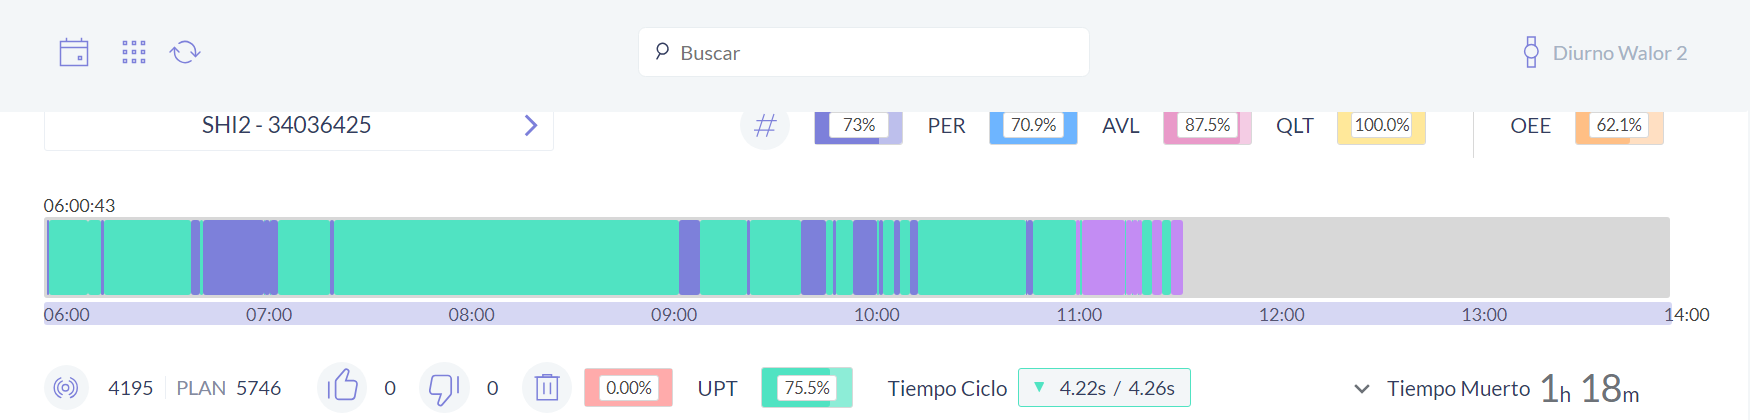 Buscar
Diurno Walor 2
SHI2 - 34036425
# 73% PER 70.9% AVL 87.5% QLT 100.0% OEE 62.1%
06:00:43
06:00 07:00 08:00 09:00 10:00 11:00 12:00 13:00 14:00
4195 PLAN 5746 0 0 0.00% UPT 75.5% Tiempo Ciclo 4.22s / 4.26s Tiempo Muerto 1h 18m